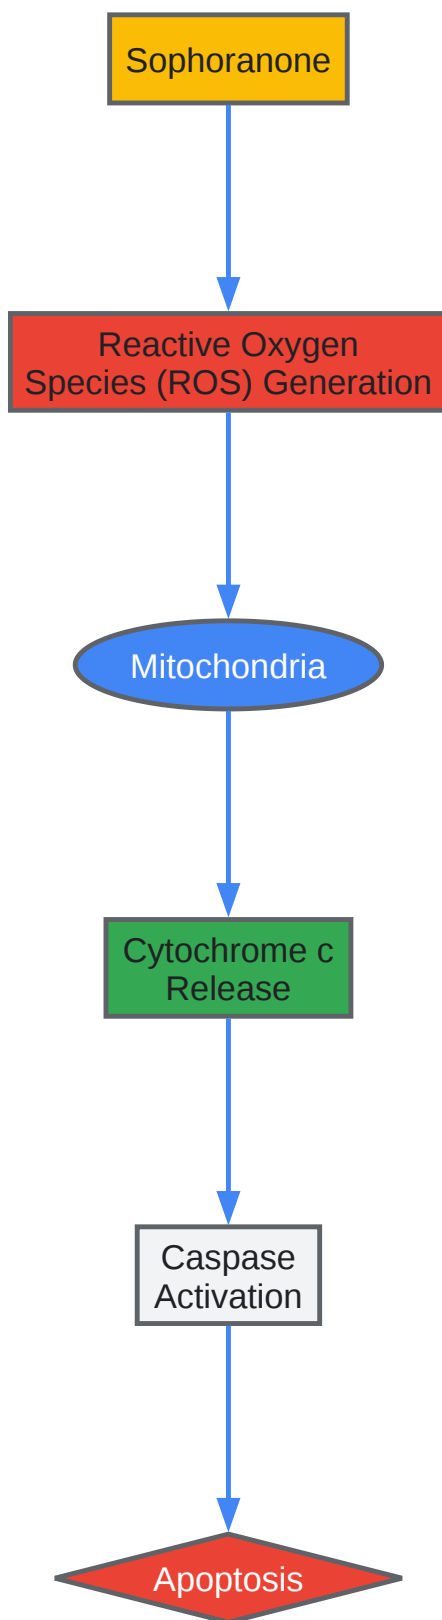 Sophoranone
Reactive Oxygen
Species (ROS) Generation
Mitochondria
Cytochrome c
Release
Caspase
Activation
Apoptosis